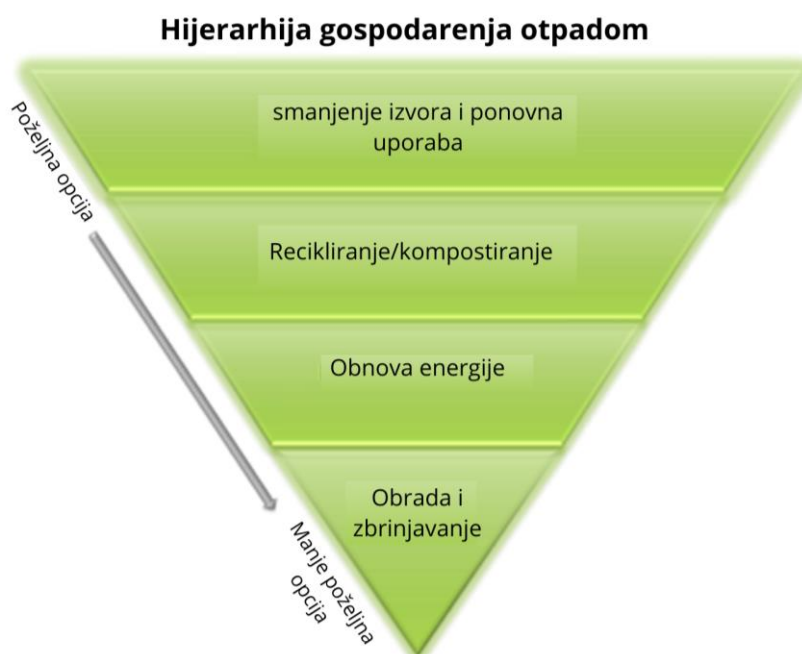 Hijerarhija gospodarenja otpadom
smanjenje izvora i ponovna
uporaba
Poželjna opcija
Recikliranje/kompostiranje
Obnova energije
Obrada i
zbrinjavanje
Manje poželjna
opcija